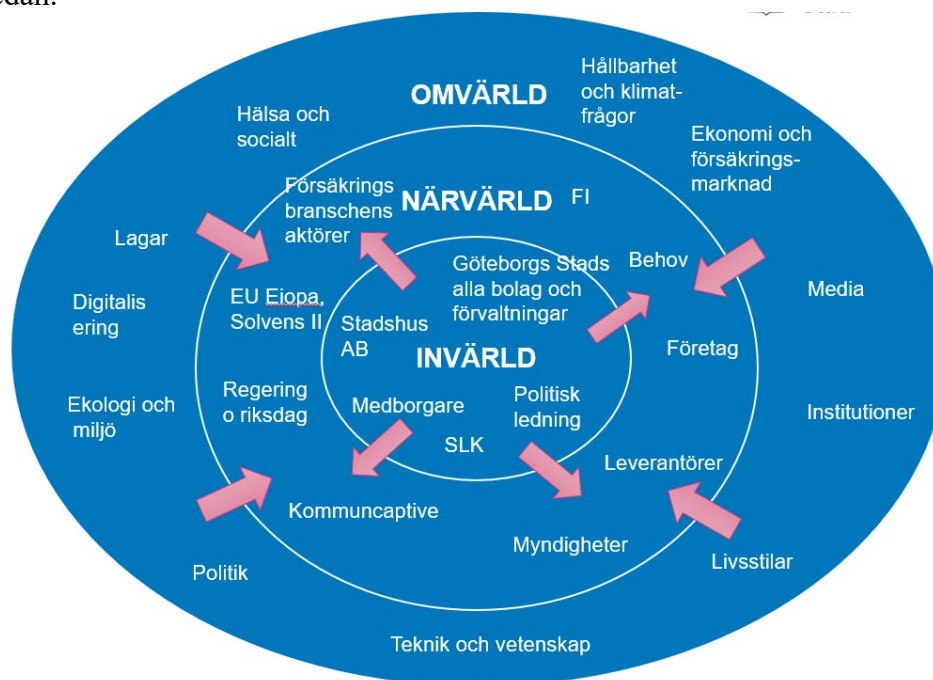 OMVÄRLD
Hållbarhet
och klimat-
frågor
Hälsa och
socialt
Ekonomi och
försäkrings-
marknad
Försäkrings
branschens
aktörer
NÄRVÄRLD
FI
Lagar
Göteborgs Stads
alla bolag och
förvaltningar
Behov
Media
Digitalis
ering
EU Eiopa,
Solvens II
Stadshus
AB
INVÄRLD
Företag
Ekologi och
miljö
Regering
o riksdag
Medborgare
Politisk
ledning
Institutioner
SLK
Leverantörer
Kommuncaptive
Myndigheter
Livsstilar
Politik
Teknik och vetenskap